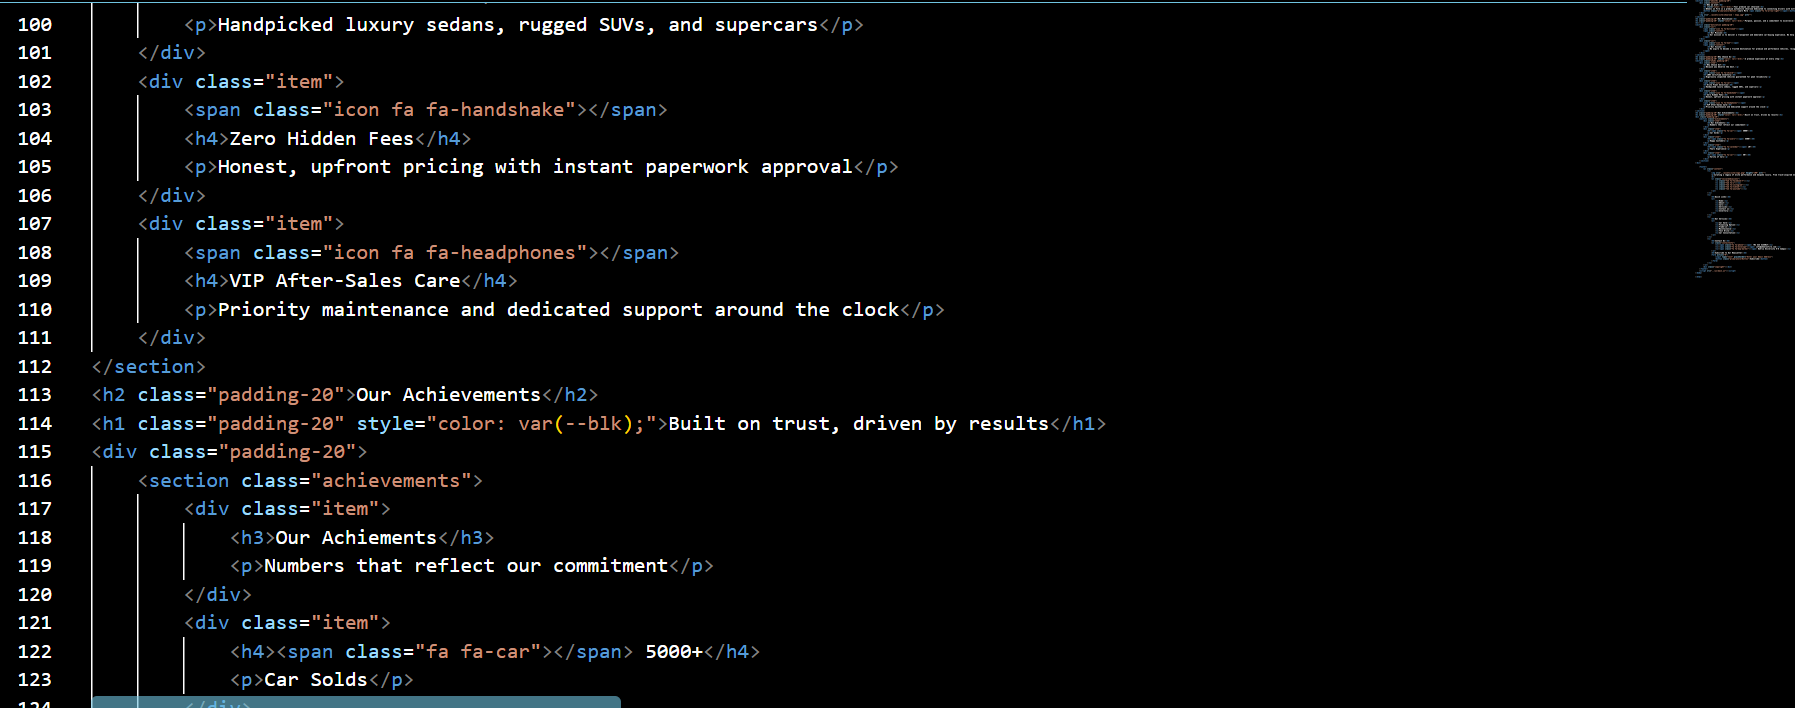 100 <p>Handpicked luxury sedans, rugged SUVs, and supercars</p>
101 </div>
102 <div class="item">
103 <span class="icon fa fa-handshake"></span>
104 <h4>Zero Hidden Fees</h4>
105 <p>Honest, upfront pricing with instant paperwork approval</p>
106 </div>
107 <div class="item">
108 <span class="icon fa fa-headphones"></span>
109 <h4>VIP After-Sales Care</h4>
110 <p>Priority maintenance and dedicated support around the clock</p>
111 </div>
112 </section>
113 <h2 class="padding-20">Our Achievements</h2>
114 <h1 class="padding-20" style="color: var(--blk);">Built on trust, driven by results</h1>
115 <div class="padding-20">
116 <section class="achievements">
117 <div class="item">
118 <h3>Our Achiements</h3>
119 <p>Numbers that reflect our commitment</p>
120 </div>
121 <div class="item">
122 <h4><span class="fa fa-car"></span> 5000+</h4>
123 <p>Car Solds</p>
124 </div>